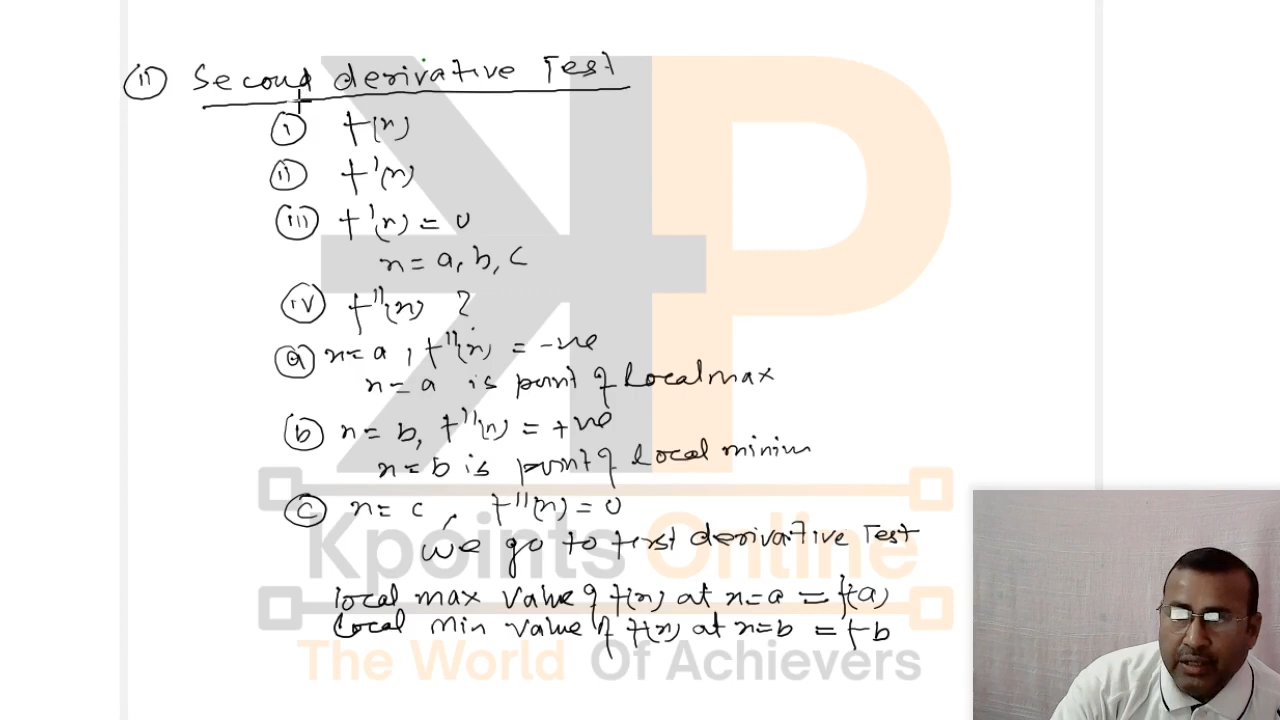 (ii) Second derivative Test
(i) f(x)
(ii) f'(x)
(iii) f'(x) = 0
x = a, b, c
(iv) f''(x) ?
(a) x = a, f''(x) = -ve
x = a is point of local max
(b) x = b, f''(x) = +ve
x = b is point of local minim
(c) x = c, f''(x) = 0
we go to first derivative Test
local max value of f(x) at x=a = f(a)
local min value of f(x) at x=b = f b
Kpoints Online
The World Of Achievers